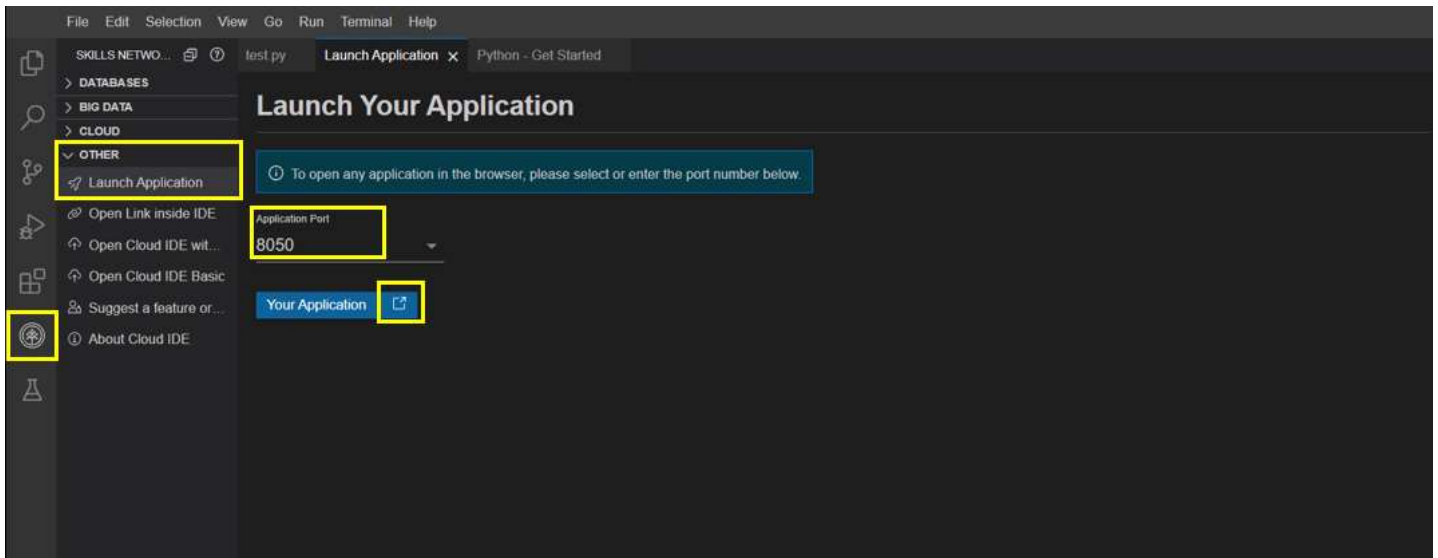 File Edit Selection View Go Run Terminal Help
SKILLS NETWO...
test.py Launch Application Python - Get Started
DATABASES
BIG DATA
CLOUD
OTHER
Launch Application
Open Link inside IDE
Open Cloud IDE wit...
Open Cloud IDE Basic
Suggest a feature or...
About Cloud IDE
Launch Your Application
To open any application in the browser, please select or enter the port number below.
Application Port
8050
Your Application